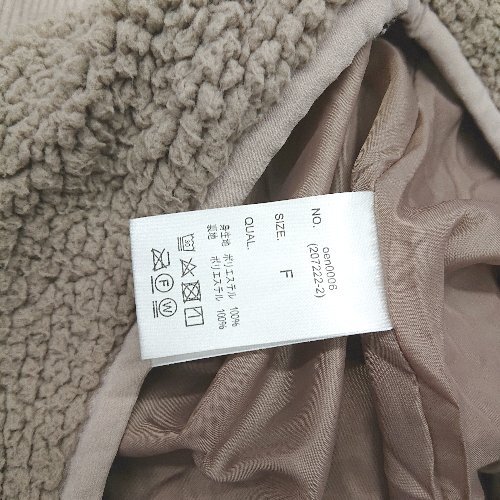 NO. oen0006
(207222-2)
SIZE. F
QUAL.
身生地 ポリエステル 100%
裏地 ポリエステル 100%
F W